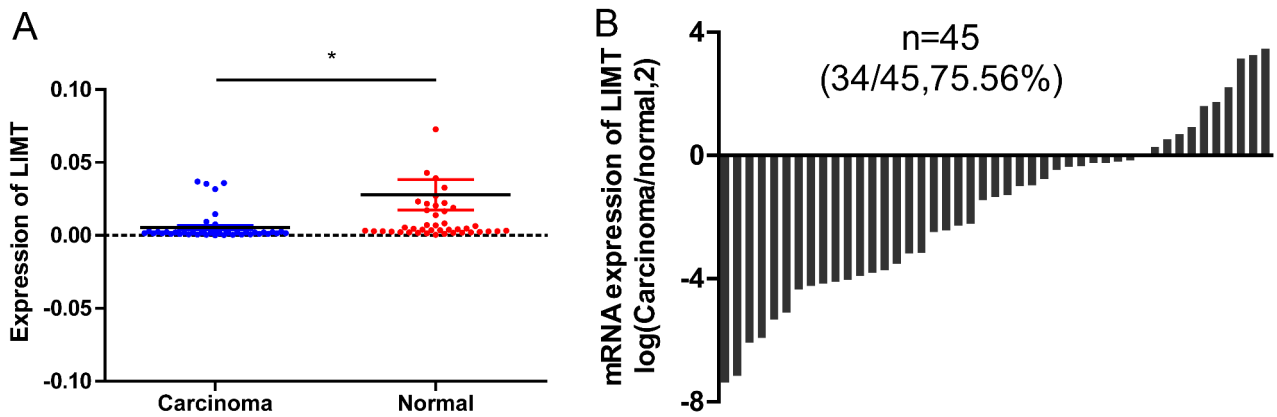 A
*
Expression of LIMT
0.10
0.05
0.00
-0.05
-0.10
Carcinoma
Normal
B
mRNA expression of LIMT
log(Carcinoma/normal,2)
4
0
-4
-8
n=45
(34/45,75.56%)